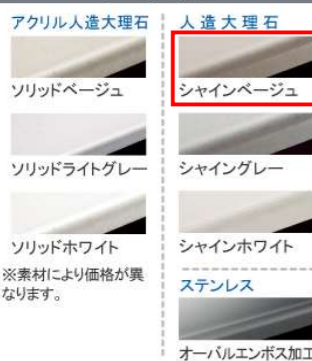 アクリル人造大理石
ソリッドベージュ
ソリッドライトグレー
ソリッドホワイト
※素材により価格が異
なります。
人造大理石
シャインベージュ
シャイングレー
シャインホワイト
ステンレス
オーバルエンボス加工